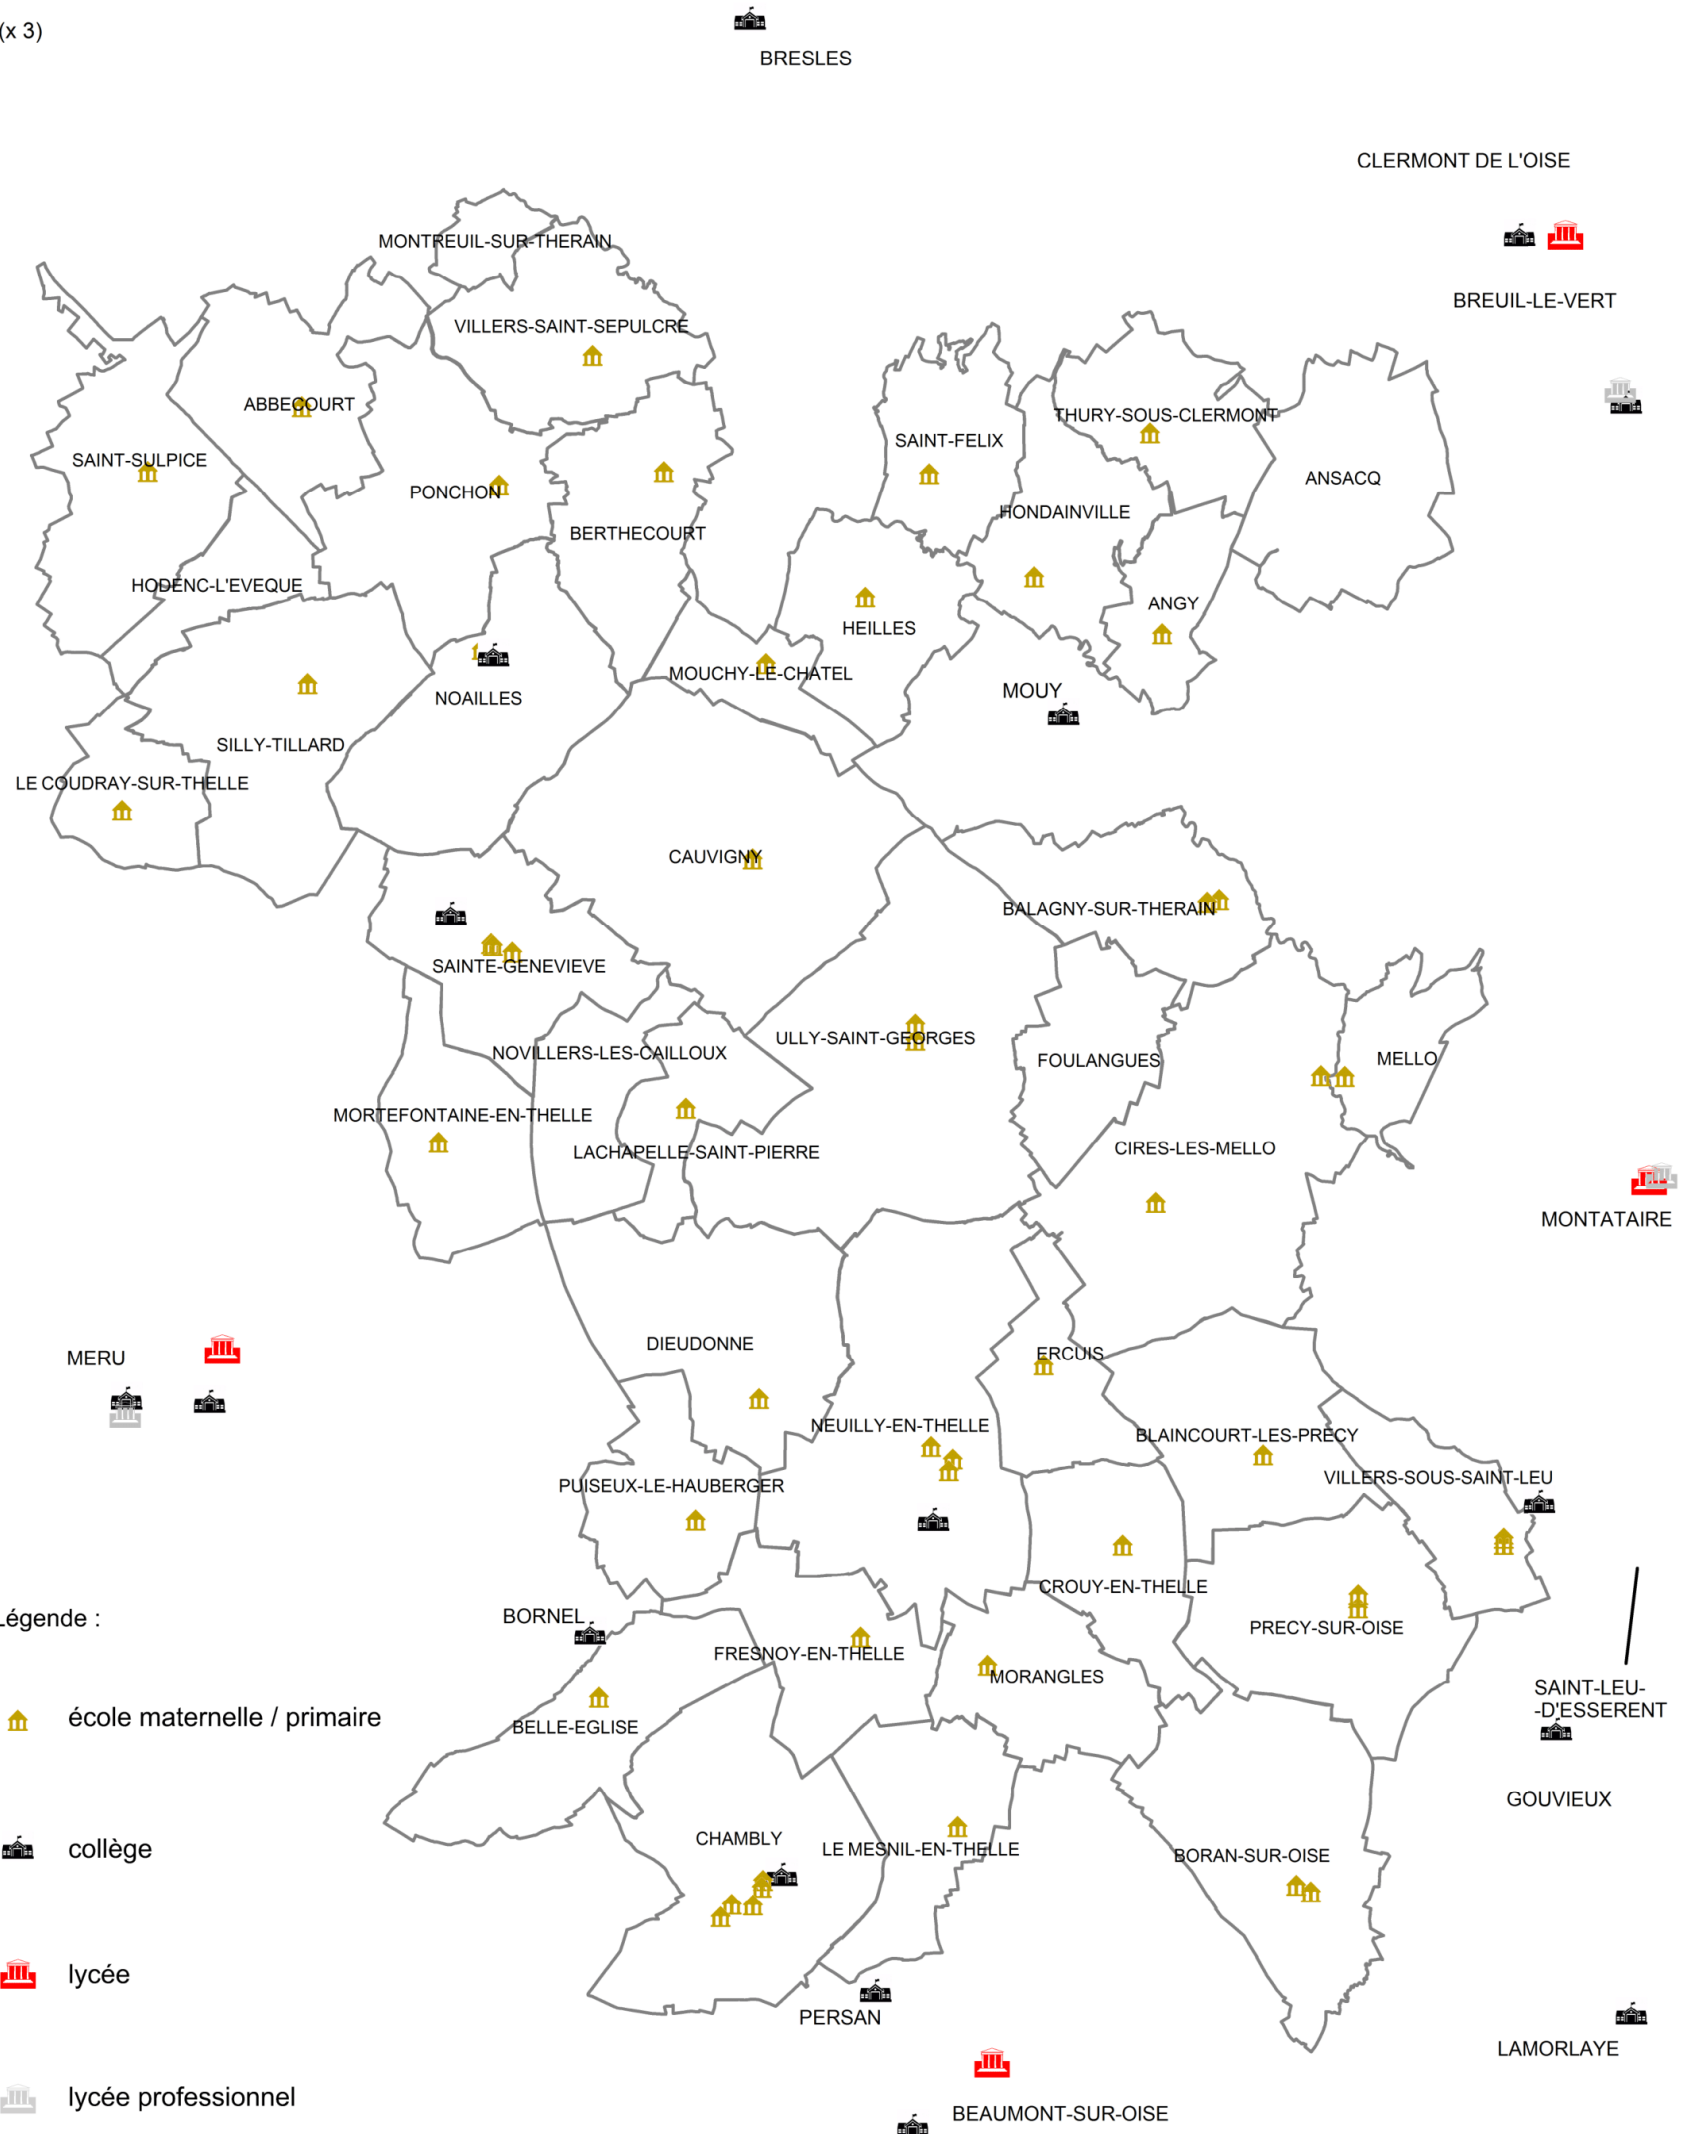 (x 3)
BRESLES
CLERMONT DE L'OISE
MONTREUIL-SUR-THERAIN
BREUIL-LE-VERT
VILLERS-SAINT-SEPULCRE
ABBECOURT
THURY-SOUS-CLERMONT
SAINT-FELIX
SAINT-SULPICE
ANSACQ
PONCHON
HONDAINVILLE
BERTHECOURT
HODENC-L'EVEQUE
ANGY
HEILLES
MOUCHY-LE-CHATEL
MOUY
NOAILLES
SILLY-TILLARD
LE COUDRAY-SUR-THELLE
CAUVIGNY
BALAGNY-SUR-THERAIN
SAINTE-GENEVIEVE
ULLY-SAINT-GEORGES
NOVILLERS-LES-CAILLOUX
FOULANGUES
MELLO
MORTEFONTAINE-EN-THELLE
CIRES-LES-MELLO
LACHAPELLE-SAINT-PIERRE
MONTATAIRE
DIEUDONNE
ERCUIS
MERU
NEUILLY-EN-THELLE
BLAINCOURT-LES-PRECY
VILLERS-SOUS-SAINT-LEU
PUISEUX-LE-HAUBERGER
CROUY-EN-THELLE
BORNEL
Légende :
PRECY-SUR-OISE
FRESNOY-EN-THELLE
MORANGLES
SAINT-LEU-
-D'ESSERENT
école maternelle / primaire
BELLE-EGLISE
GOUVIEUX
CHAMBLY
LE MESNIL-EN-THELLE
collège
BORAN-SUR-OISE
lycée
PERSAN
LAMORLAYE
lycée professionnel
BEAUMONT-SUR-OISE